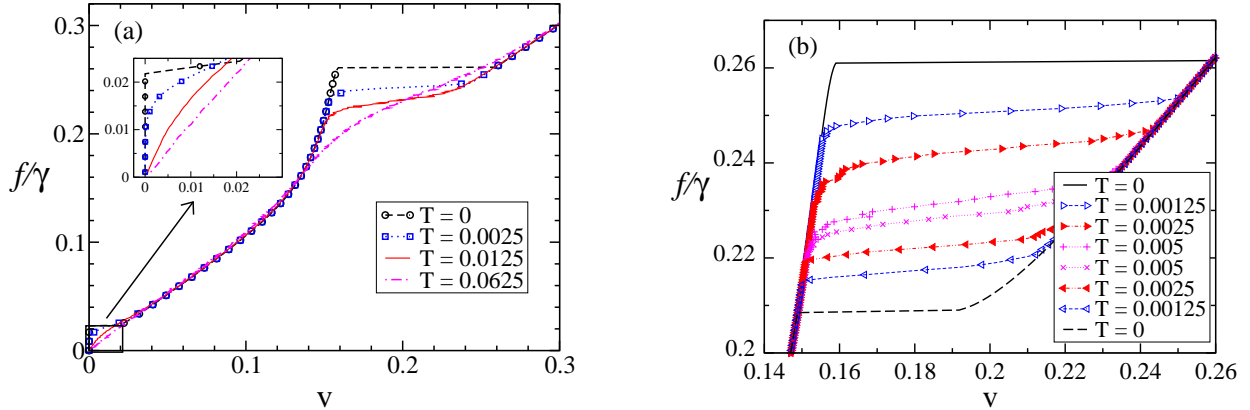 (a)
0.3
0.2
0.1
0
f/γ
0
0.1
0.2
0.3
v
0.02
0.01
0
0
0.01
0.02
T = 0
T = 0.0025
T = 0.0125
T = 0.0625
(b)
0.26
0.24
0.22
0.2
f/γ
0.14
0.16
0.18
0.20
0.22
0.24
0.26
v
T = 0
T = 0.00125
T = 0.0025
T = 0.005
T = 0.005
T = 0.0025
T = 0.00125
T = 0